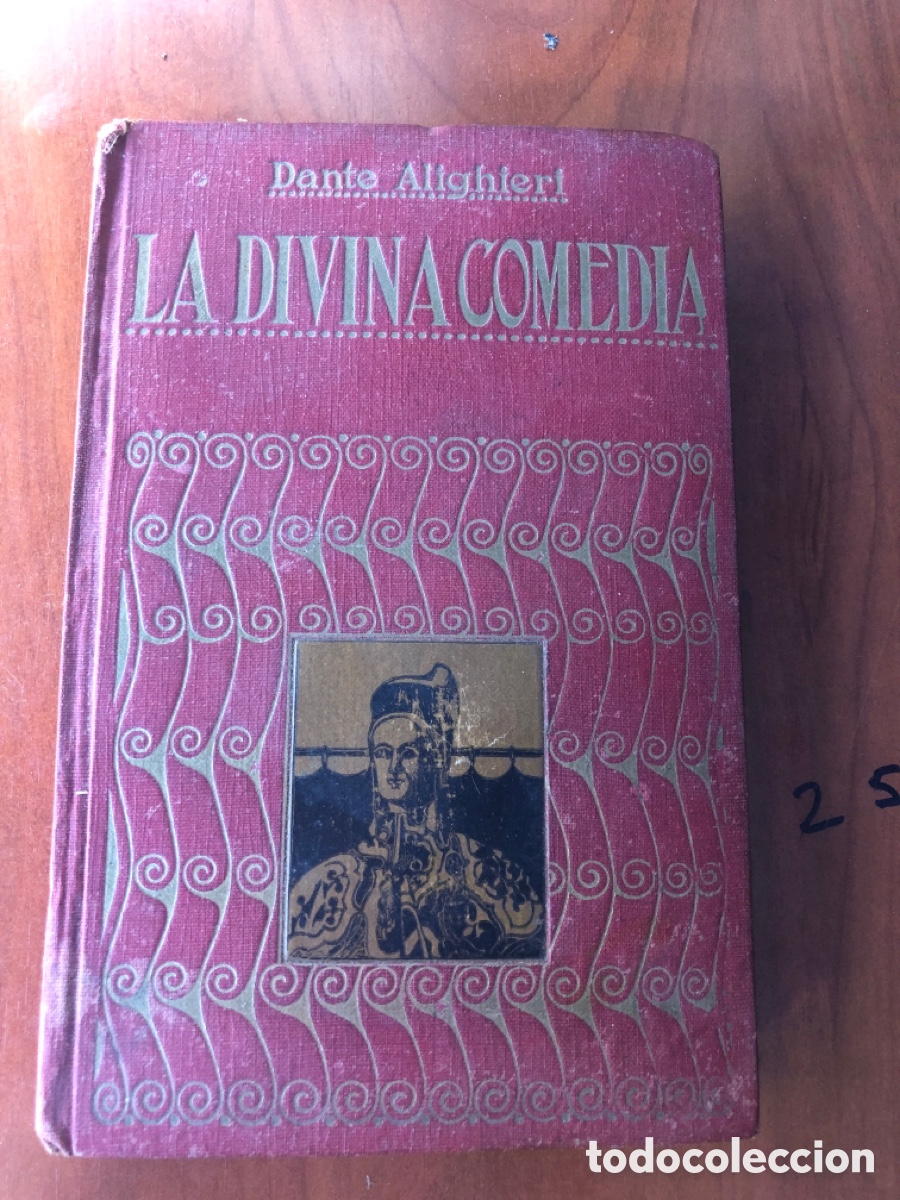 Dante Alighieri
LA DIVINA COMEDIA
25
todocoleccion